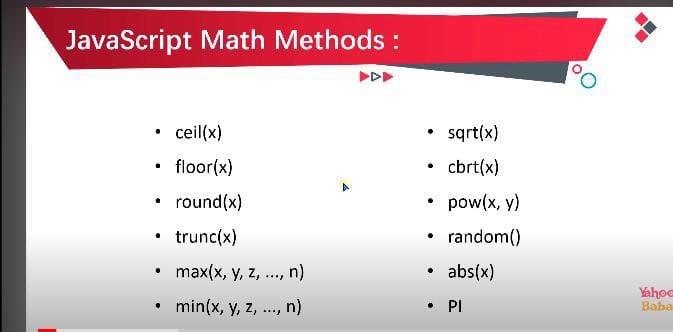 JavaScript Math Methods :
• ceil(x)
• floor(x)
• round(x)
• trunc(x)
• max(x, y, z, ..., n)
• min(x, y, z, ..., n)
• sqrt(x)
• cbrt(x)
• pow(x, y)
• random()
• abs(x)
• PI
Yahoo
Baba